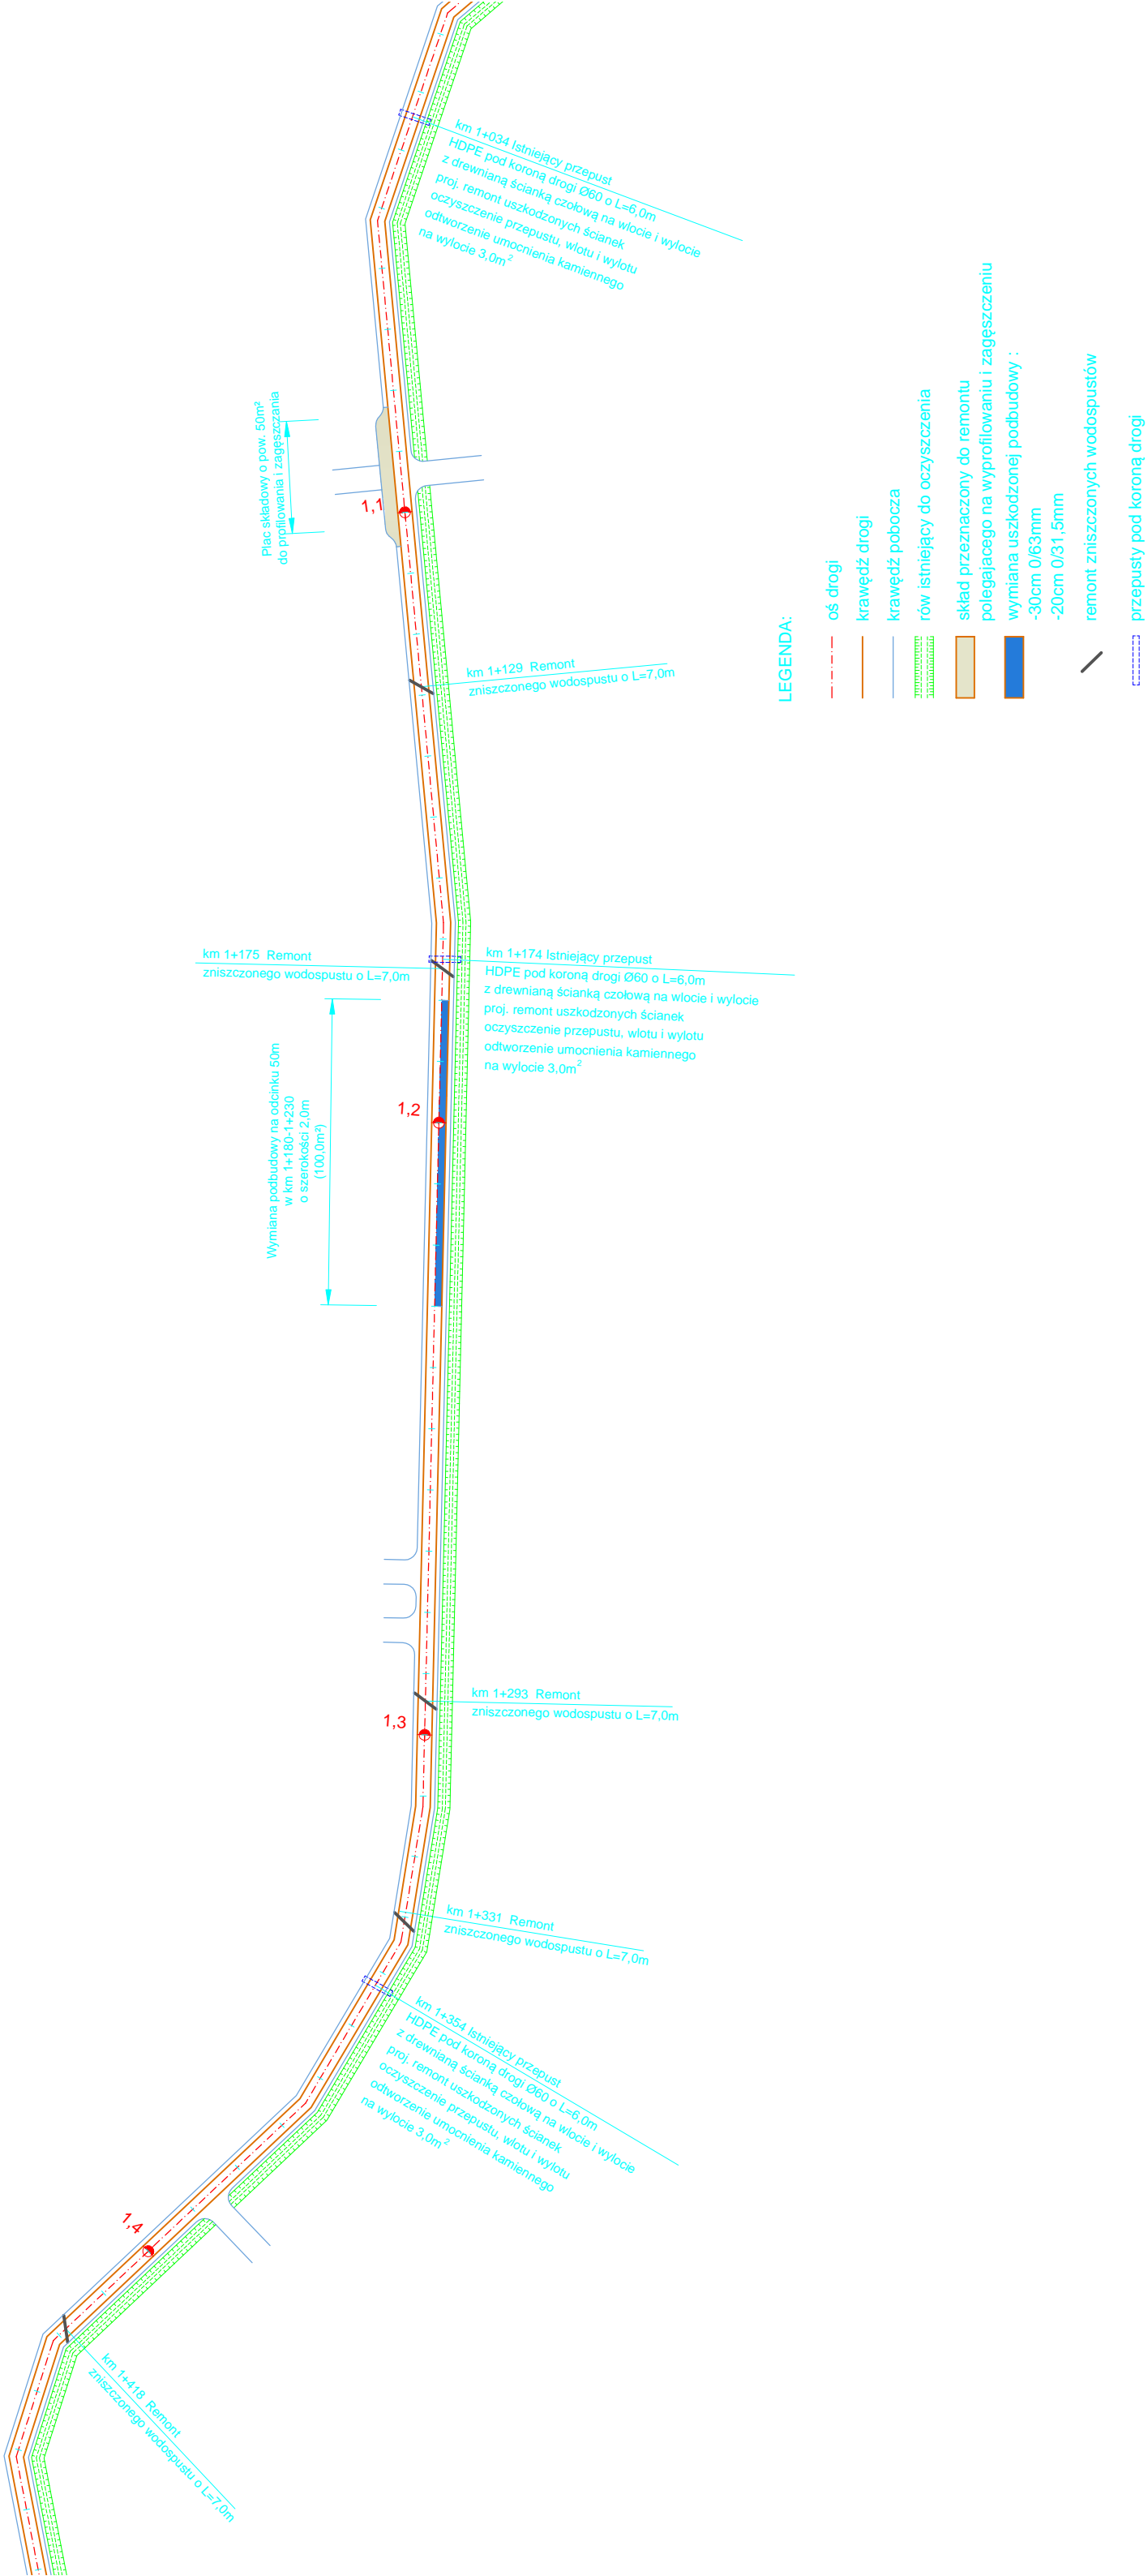 km 1+034 Istniejący przepust
HDPE pod koroną drogi Ø60 o L=6,0m
z drewnianą ścianką czołową na wlocie i wylocie
proj. remont uszkodzonych ścianek
oczyszczenie przepustu, wlotu i wylotu
odtworzenie umocnienia kamiennego
na wylocie 3,0m²
Plac składowy o pow. 50m²
do profilowania i zagęszczania
1,1
km 1+129 Remont
zniszczonego wodospustu o L=7,0m
km 1+175 Remont
zniszczonego wodospustu o L=7,0m
km 1+174 Istniejący przepust
HDPE pod koroną drogi Ø60 o L=6,0m
z drewnianą ścianką czołową na wlocie i wylocie
proj. remont uszkodzonych ścianek
oczyszczenie przepustu, wlotu i wylotu
odtworzenie umocnienia kamiennego
na wylocie 3,0m²
Wymiana podbudowy na odcinku 50m
w km 1+180-1+230
o szerokości 2,0m
(100,0m²)
1,2
km 1+293 Remont
zniszczonego wodospustu o L=7,0m
1,3
km 1+331 Remont
zniszczonego wodospustu o L=7,0m
km 1+354 Istniejący przepust
HDPE pod koroną drogi Ø60 o L=6,0m
z drewnianą ścianką czołową na wlocie i wylocie
proj. remont uszkodzonych ścianek
oczyszczenie przepustu, wlotu i wylotu
odtworzenie umocnienia kamiennego
na wylocie 3,0m²
1,4
km 1+418 Remont
zniszczonego wodospustu o L=7,0m
LEGENDA:
oś drogi
krawędź drogi
krawędź pobocza
rów istniejący do oczyszczenia
skład przeznaczony do remontu
polegajacego na wyprofilowaniu i zagęszczeniu
wymiana uszkodzonej podbudowy :
-30cm 0/63mm
-20cm 0/31,5mm
remont zniszczonych wodospustów
przepusty pod koroną drogi